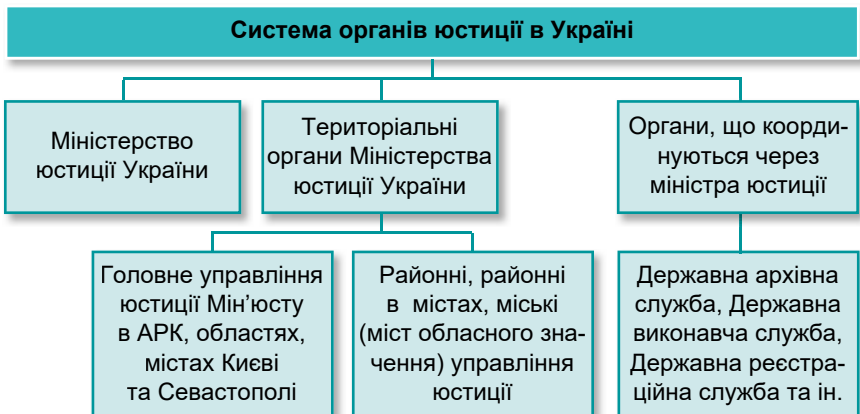 Система органів юстиції в Україні
Міністерство
юстиції України
Територіальні
органи Міністерства
юстиції України
Органи, що коорди-
нуються через
міністра юстиції
Головне управління
юстиції Мін’юсту
в АРК, областях,
містах Києві
та Севастополі
Районні, районні
в містах, міські
(міст обласного зна-
чення) управління
юстиції
Державна архівна
служба, Державна
виконавча служба,
Державна реєстра-
ційна служба та ін.